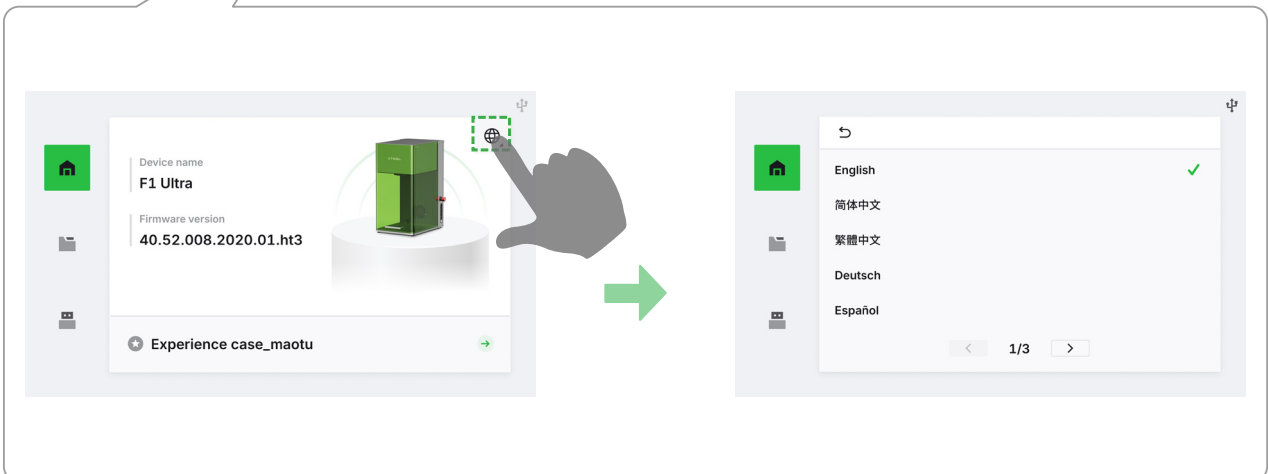 Device name
F1 Ultra
Firmware version
40.52.008.2020.01.ht3
Experience case_maotu
English
简体中文
繁體中文
Deutsch
Español
1/3